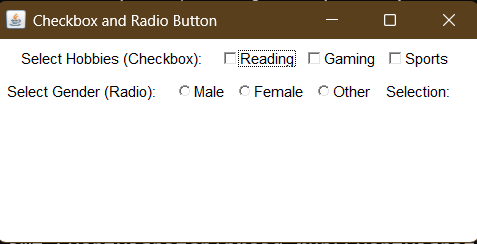 Checkbox and Radio Button
Select Hobbies (Checkbox): Reading Gaming Sports
Select Gender (Radio): Male Female Other Selection: